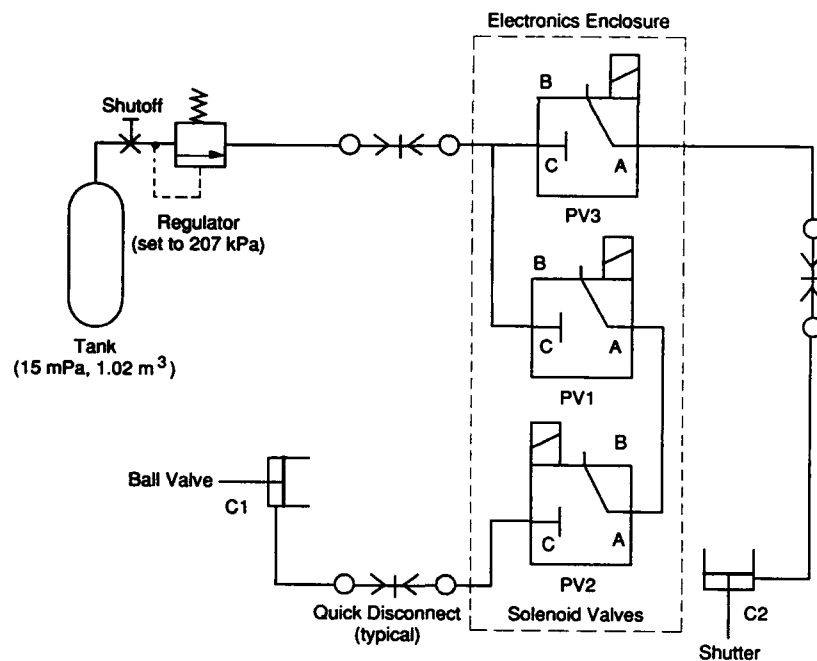 Electronics Enclosure
B
Shutoff
C
A
PV3
Regulator
(set to 207 kPa)
B
C
A
PV1
Tank
(15 mPa, 1.02 m³)
B
Ball Valve
C1
C
A
PV2
Quick Disconnect
(typical)
Solenoid Valves
C2
Shutter